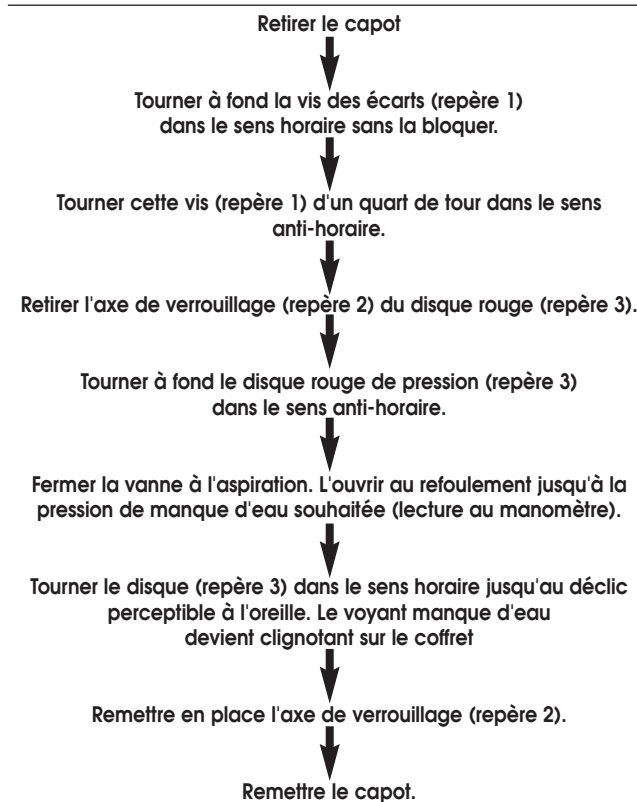 Retirer le capot
Tourner à fond la vis des écarts (repère 1)
dans le sens horaire sans la bloquer.
Tourner cette vis (repère 1) d'un quart de tour dans le sens
anti-horaire.
Retirer l'axe de verrouillage (repère 2) du disque rouge (repère 3).
Tourner à fond le disque rouge de pression (repère 3)
dans le sens anti-horaire.
Fermer la vanne à l'aspiration. L'ouvrir au refoulement jusqu'à la
pression de manque d'eau souhaitée (lecture au manomètre).
Tourner le disque (repère 3) dans le sens horaire jusqu'au déclic
perceptible à l'oreille. Le voyant manque d'eau
devient clignotant sur le coffret
Remettre en place l'axe de verrouillage (repère 2).
Remettre le capot.